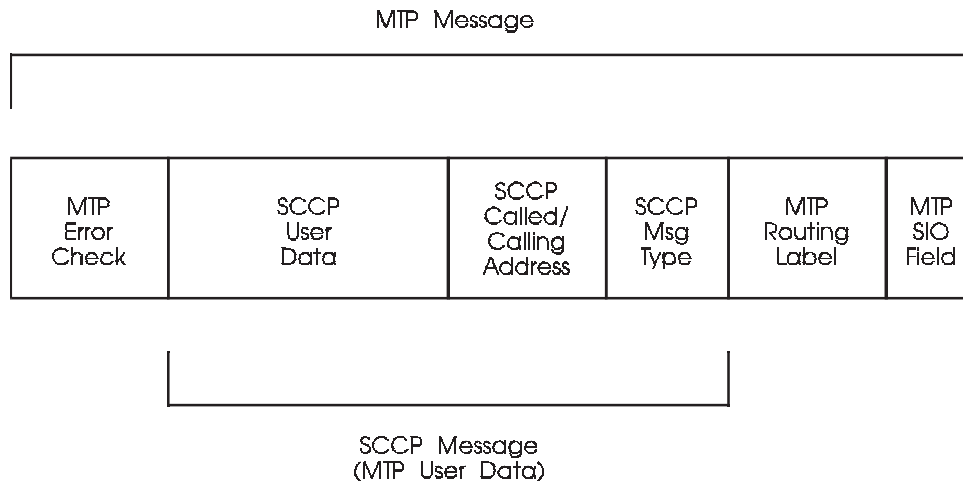 MTP Message
MTP
Error
Check
SCCP
User
Data
SCCP
Called/
Calling
Address
SCCP
Msg
Type
MTP
Routing
Label
MTP
SIO
Field
SCCP Message
(MTP User Data)